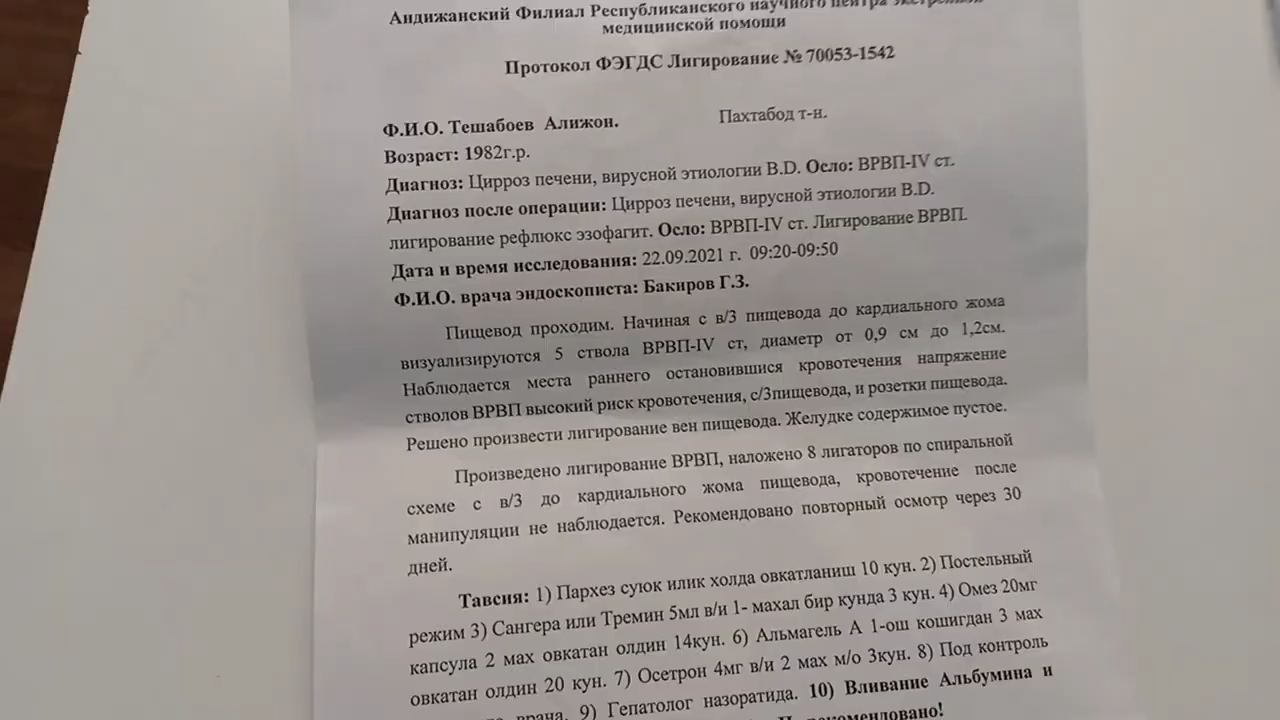 Андижанский Филиал Республиканского научного центра экстренной
медицинской помощи
Протокол ФЭГДС Лигирование № 70053-1542
Ф.И.О. Тешабоев Алижон. Пахтабод т-н.
Возраст: 1982г.р.
Диагноз: Цирроз печени, вирусной этиологии В.D. Осло: ВРВП-IV ст.
Диагноз после операции: Цирроз печени, вирусной этиологии В.D.
лигирование рефлюкс эзофагит. Осло: ВРВП-IV ст. Лигирование ВРВП.
Дата и время исследования: 22.09.2021 г. 09:20-09:50
Ф.И.О. врача эндоскописта: Бакиров Г.З.
Пищевод проходим. Начиная с в/3 пищевода до кардиального жома
визуализируются 5 ствола ВРВП-IV ст, диаметр от 0,9 см до 1,2см.
Наблюдается места раннего остановившися кровотечения напряжение
стволов ВРВП высокий риск кровотечения, с/3пищевода, и розетки пищевода.
Решено произвести лигирование вен пищевода. Желудке содержимое пустое.
Произведено лигирование ВРВП, наложено 8 лигаторов по спиральной
схеме с в/3 до кардиального жома пищевода, кровотечение после
манипуляции не наблюдается. Рекомендовано повторный осмотр через 30
дней.
Тавсия: 1) Пархез суюк илик холда овкатланиш 10 кун. 2) Постельный
режим 3) Сангера или Тремин 5мл в/и 1- махал бир кунда 3 кун. 4) Омез 20мг
капсула 2 мах овкатан олдин 14кун. 6) Альмагель А 1-ош кошигдан 3 мах
овкатан олдин 20 кун. 7) Осетрон 4мг в/и 2 мах м/о 3кун. 8) Под контроль
врача. 9) Гепатолог назоратида. 10) Вливание Альбумина и